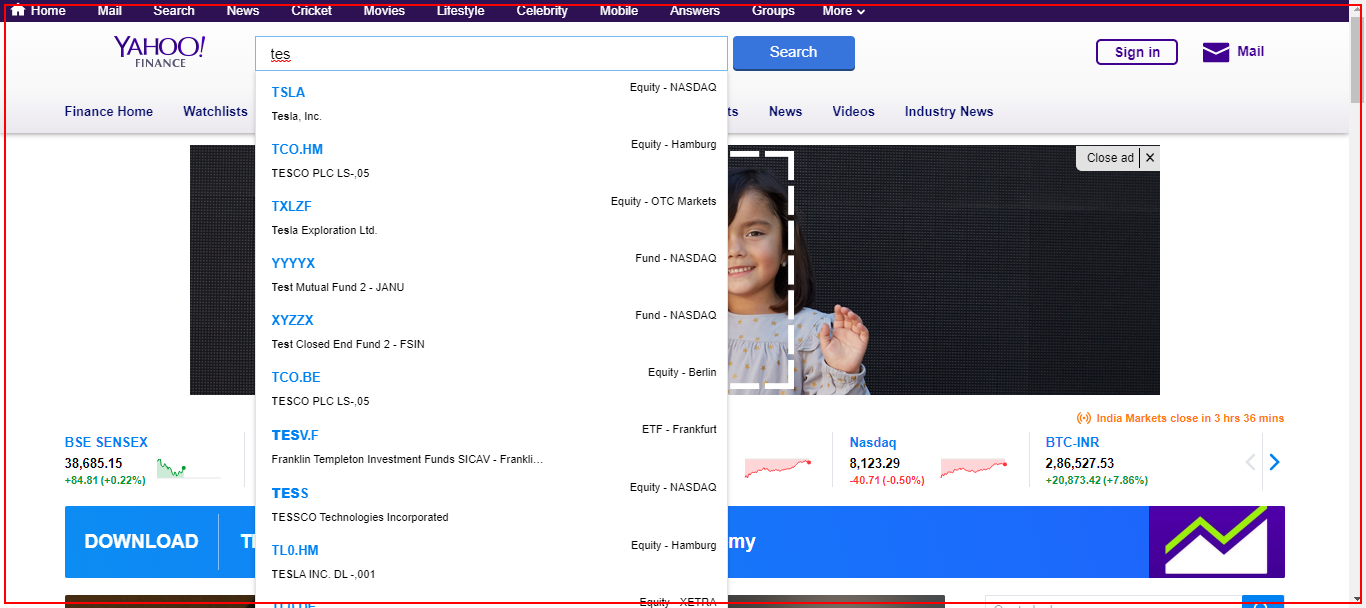 Home Mail Search News Cricket Movies Lifestyle Celebrity Mobile Answers Groups More
YAHOO!
FINANCE
tes
Search
Sign in
Mail
Finance Home Watchlists
ts News Videos Industry News
TSLA Equity - NASDAQ
Tesla, Inc.
TCO.HM Equity - Hamburg
TESCO PLC LS-,05
TXLZF Equity - OTC Markets
Tesla Exploration Ltd.
YYYYX Fund - NASDAQ
Test Mutual Fund 2 - JANU
XYZZX Fund - NASDAQ
Test Closed End Fund 2 - FSIN
TCO.BE Equity - Berlin
TESCO PLC LS-,05
TESV.F ETF - Frankfurt
Franklin Templeton Investment Funds SICAV - Frankli...
TESS Equity - NASDAQ
TESSCO Technologies Incorporated
TL0.HM Equity - Hamburg
TESLA INC. DL -,001
Equity - XETRA
Close ad X
India Markets close in 3 hrs 36 mins
BSE SENSEX
38,685.15
+84.81 (+0.22%)
Nasdaq
8,123.29
-40.71 (-0.50%)
BTC-INR
2,86,527.53
+20,873.42 (+7.86%)
DOWNLOAD
my